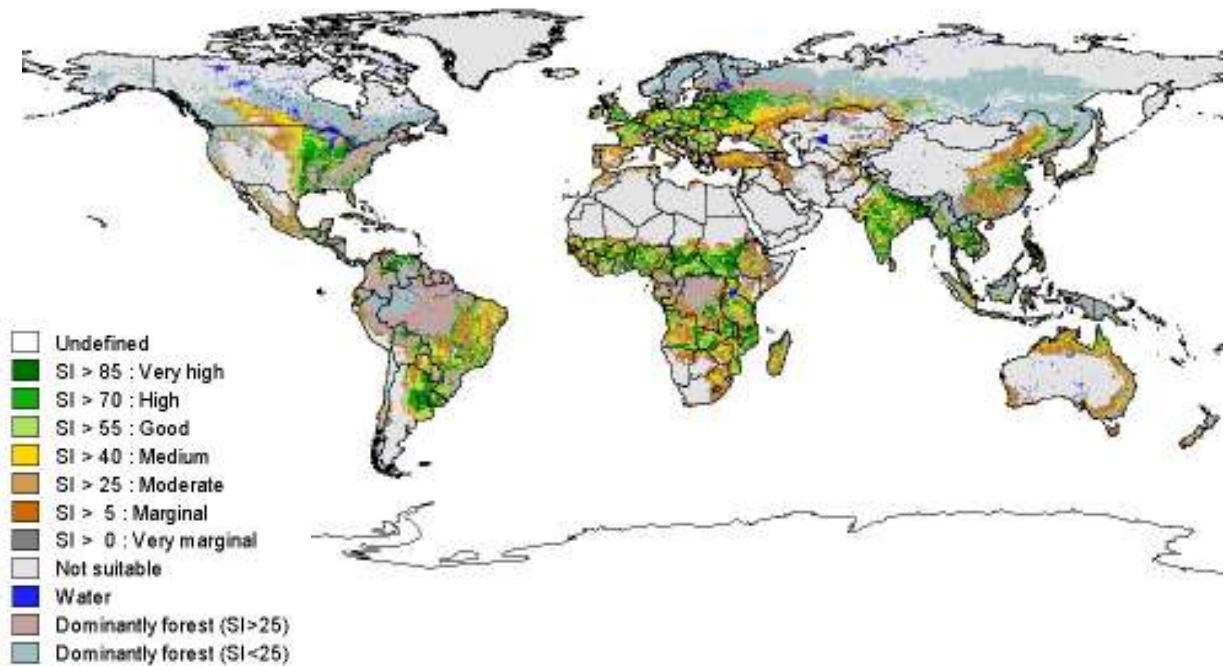 Undefined
SI > 85 : Very high
SI > 70 : High
SI > 55 : Good
SI > 40 : Medium
SI > 25 : Moderate
SI > 5 : Marginal
SI > 0 : Very marginal
Not suitable
Water
Dominantly forest (SI>25)
Dominantly forest (SI<25)